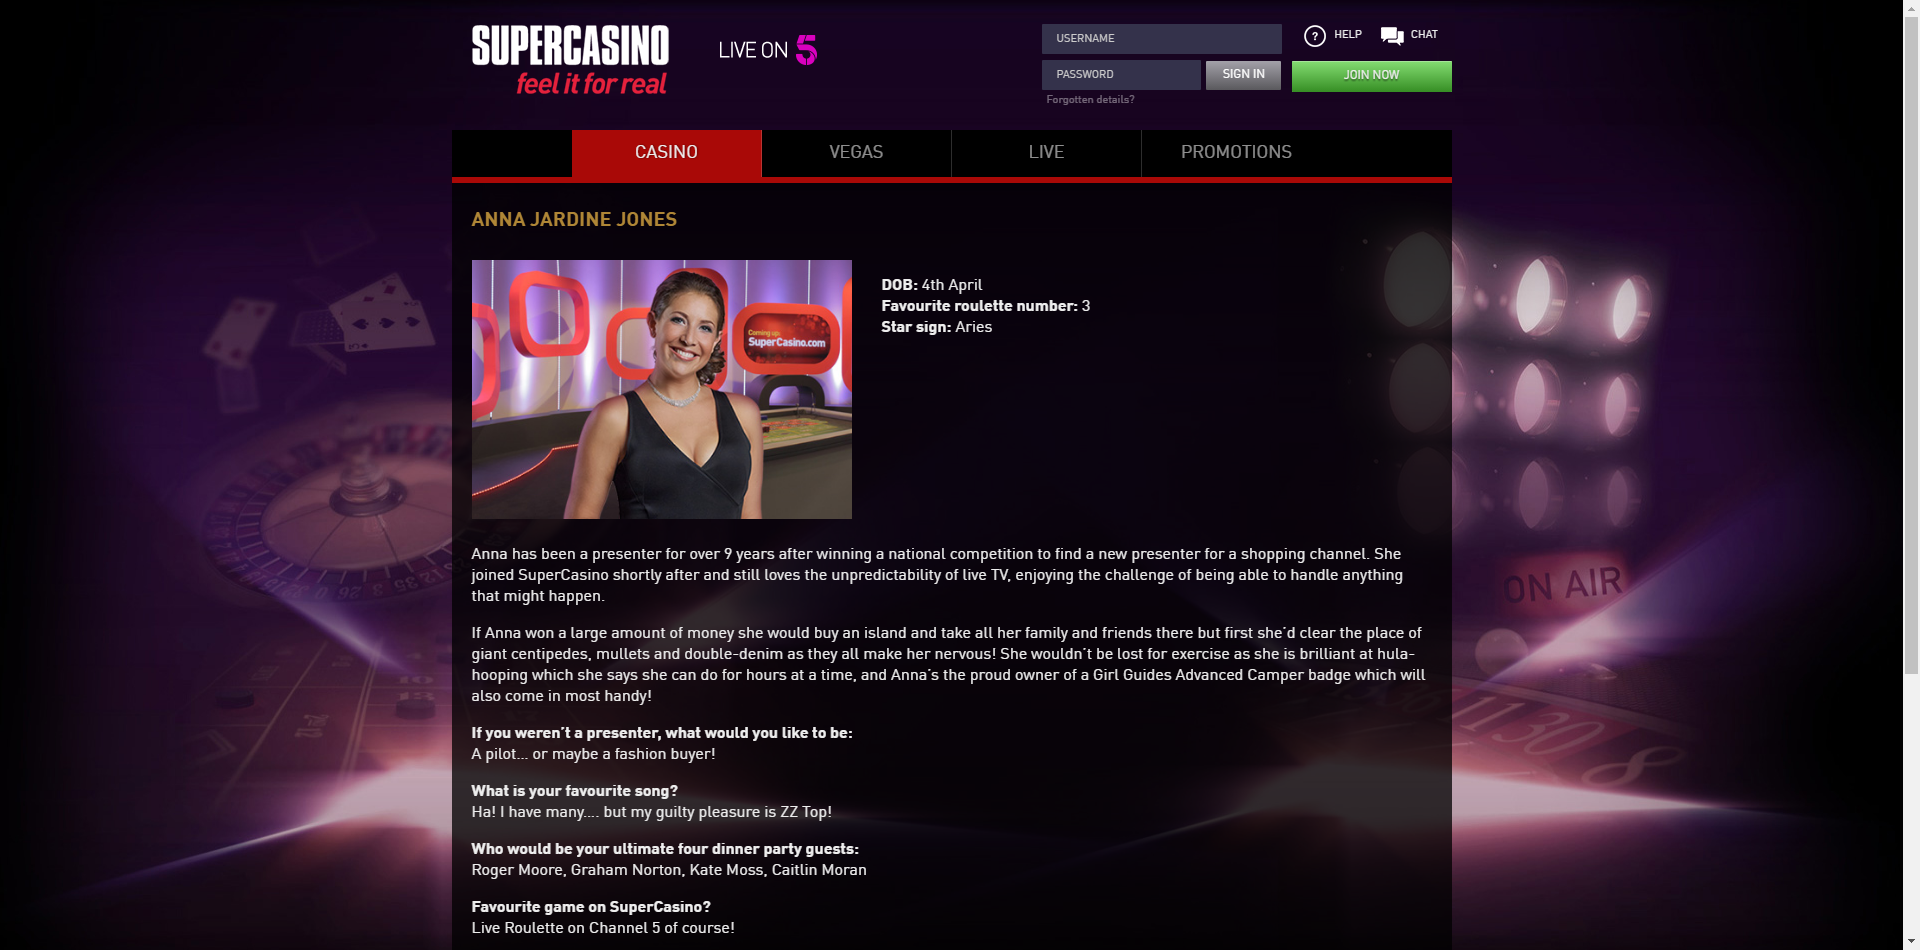 SUPERCASINO
feel it for real
LIVE ON 5
USERNAME
PASSWORD
SIGN IN
Forgotten details?
? HELP
CHAT
JOIN NOW
CASINO
VEGAS
LIVE
PROMOTIONS
ANNA JARDINE JONES
Coming up:
SuperCasino.com
DOB: 4th April
Favourite roulette number: 3
Star sign: Aries
Anna has been a presenter for over 9 years after winning a national competition to find a new presenter for a shopping channel. She
joined SuperCasino shortly after and still loves the unpredictability of live TV, enjoying the challenge of being able to handle anything
that might happen.
If Anna won a large amount of money she would buy an island and take all her family and friends there but first she'd clear the place of
giant centipedes, mullets and double-denim as they all make her nervous! She wouldn't be lost for exercise as she is brilliant at hula-
hooping which she says she can do for hours at a time, and Anna's the proud owner of a Girl Guides Advanced Camper badge which will
also come in most handy!
If you weren't a presenter, what would you like to be:
A pilot... or maybe a fashion buyer!
What is your favourite song?
Ha! I have many.... but my guilty pleasure is ZZ Top!
Who would be your ultimate four dinner party guests:
Roger Moore, Graham Norton, Kate Moss, Caitlin Moran
Favourite game on SuperCasino?
Live Roulette on Channel 5 of course!
ON AIR